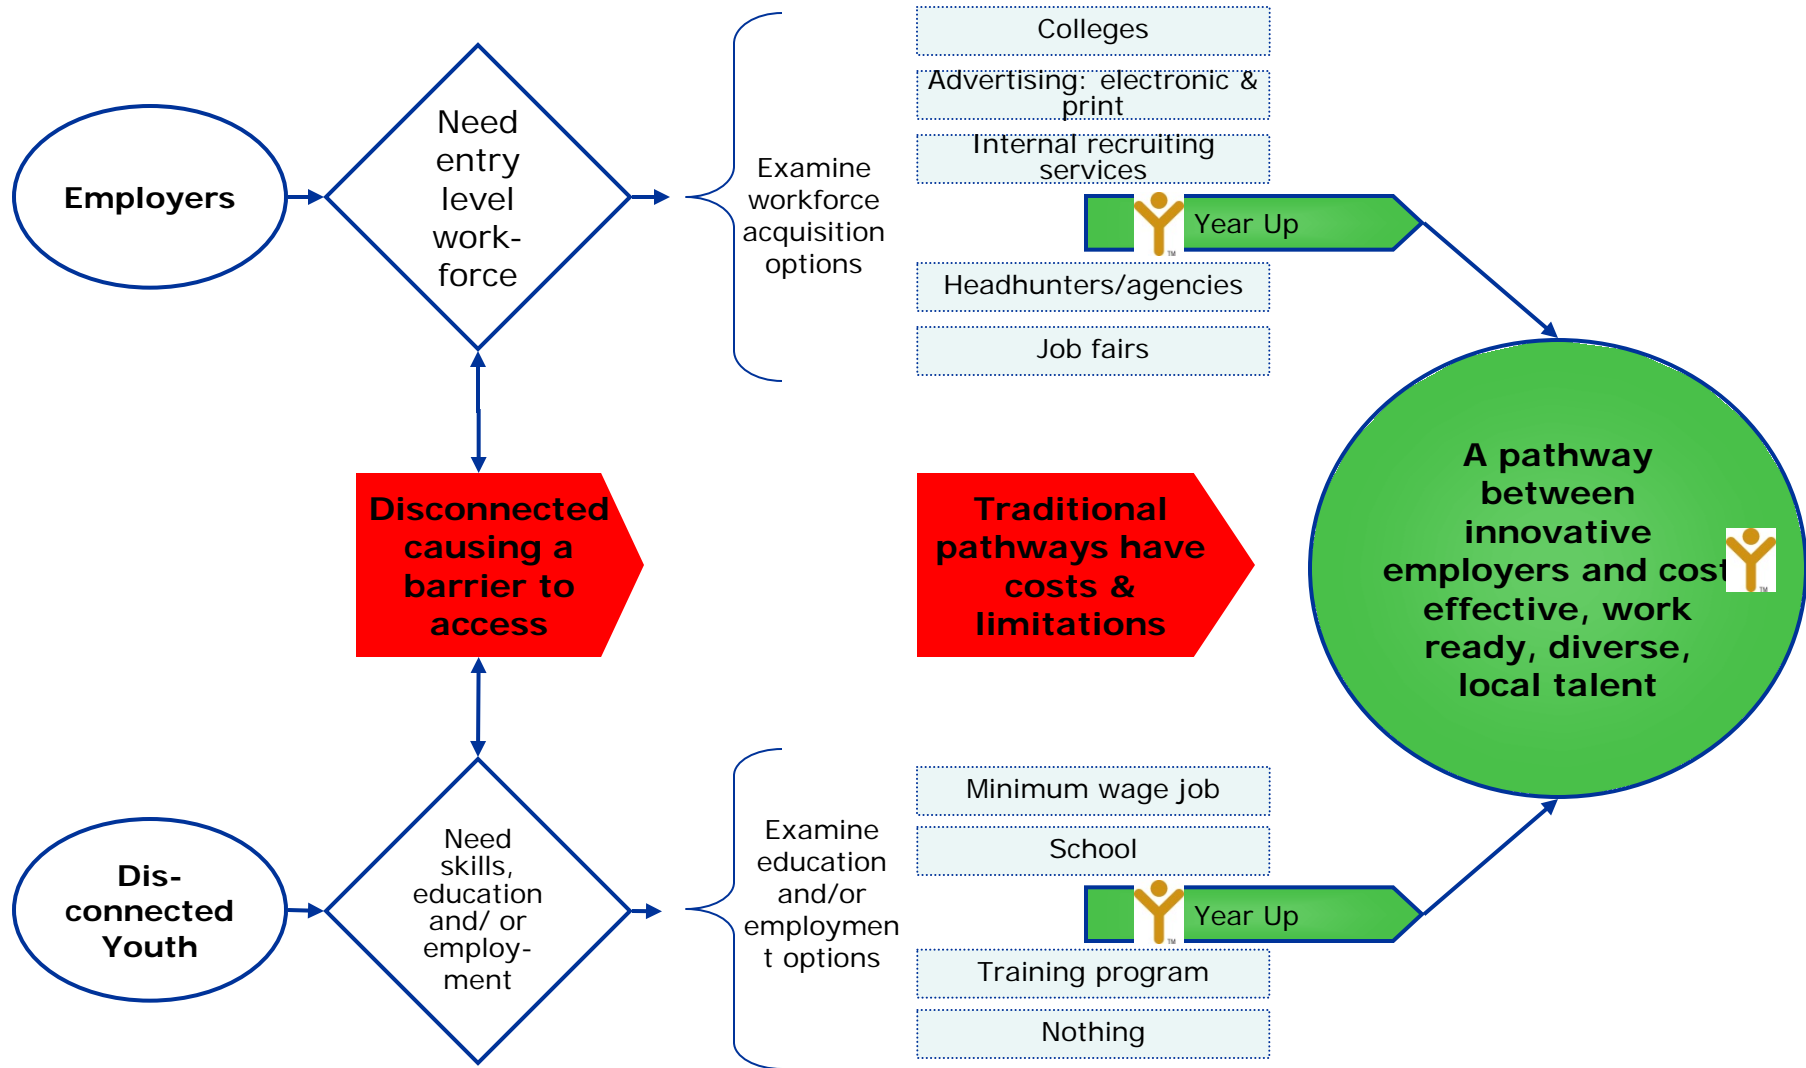 Colleges
Advertising: electronic &
print
Internal recruiting
services
Year Up
TM
Headhunters/agencies
Job fairs
Employers
Need
entry
level
work-
force
Examine
workforce
acquisition
options
Disconnected
causing a
barrier to
access
Traditional
pathways have
costs &
limitations
A pathway
between
innovative
employers and cost
effective, work
ready, diverse,
local talent
TM
Dis-
connected
Youth
Need
skills,
education
and/ or
employ-
ment
Examine
education
and/or
employmen
t options
Minimum wage job
School
Year Up
TM
Training program
Nothing